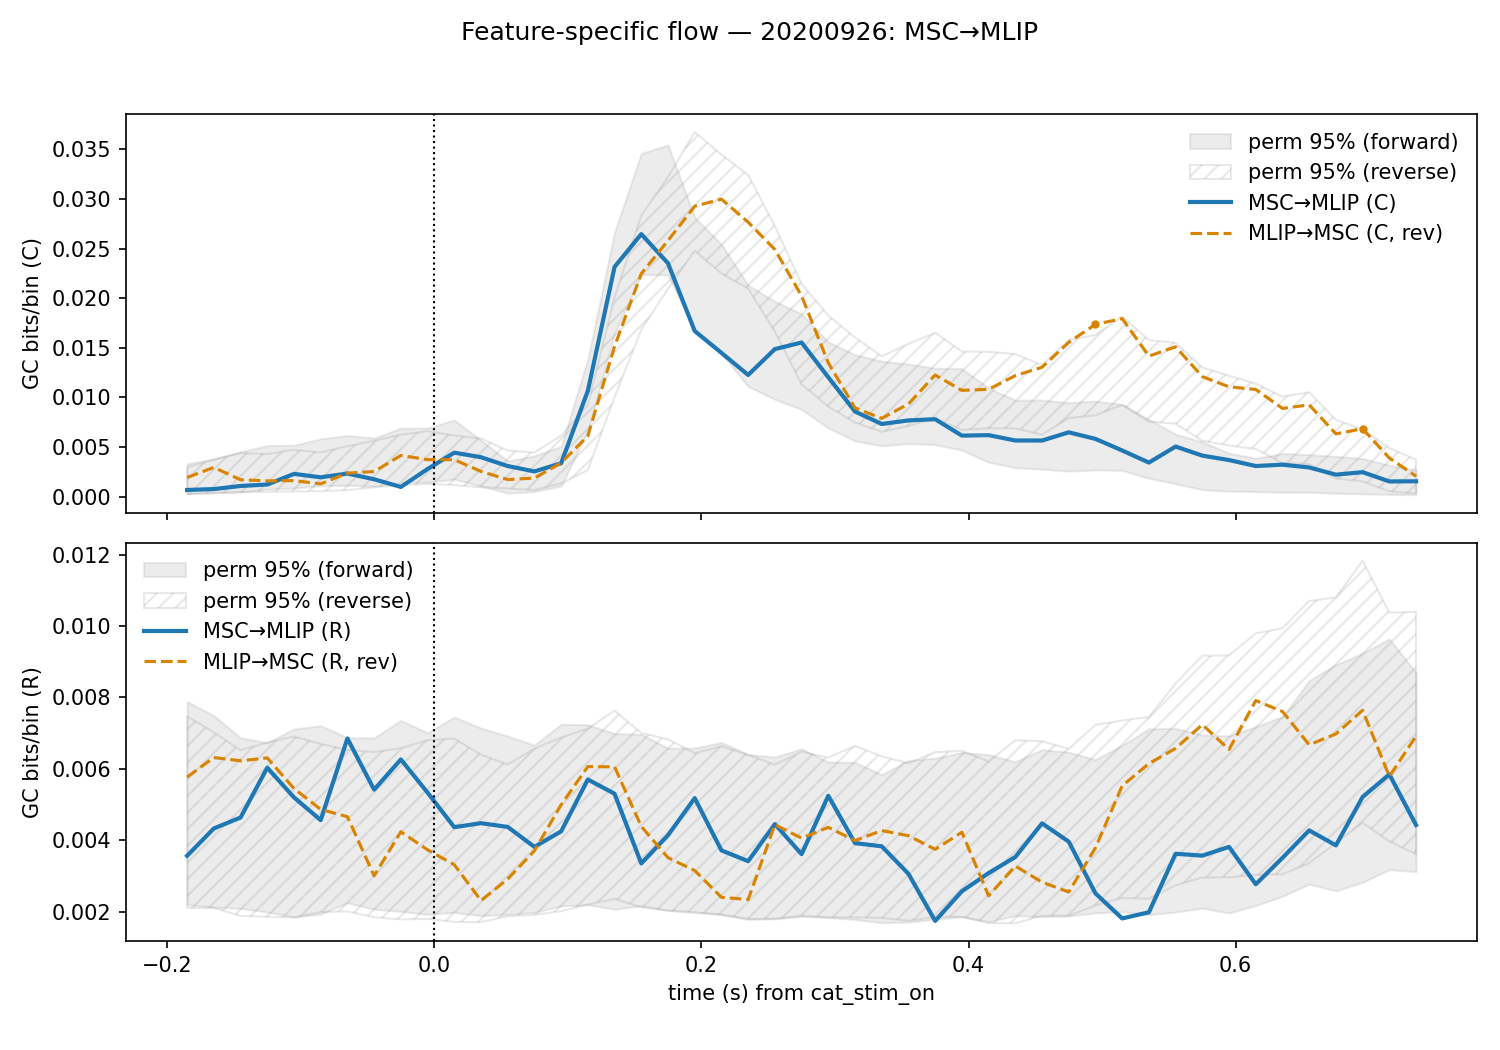 Feature-specific flow — 20200926: MSC→MLIP
GC bits/bin (C)
0.035
0.030
0.025
0.020
0.015
0.010
0.005
0.000
perm 95% (forward)
perm 95% (reverse)
MSC→MLIP (C)
MLIP→MSC (C, rev)
GC bits/bin (R)
0.012
0.010
0.008
0.006
0.004
0.002
perm 95% (forward)
perm 95% (reverse)
MSC→MLIP (R)
MLIP→MSC (R, rev)
−0.2 0.0 0.2 0.4 0.6
time (s) from cat_stim_on